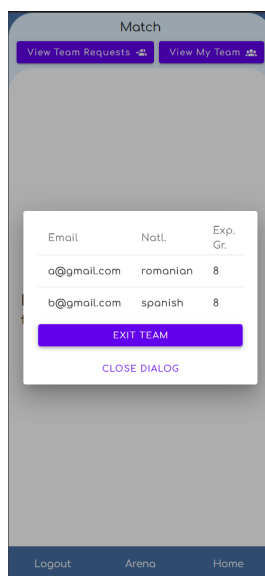 Match
View Team Requests View My Team
Email Natl. Exp. Gr.
a@gmail.com romanian 8
b@gmail.com spanish 8
EXIT TEAM
CLOSE DIALOG
Logout Arena Home